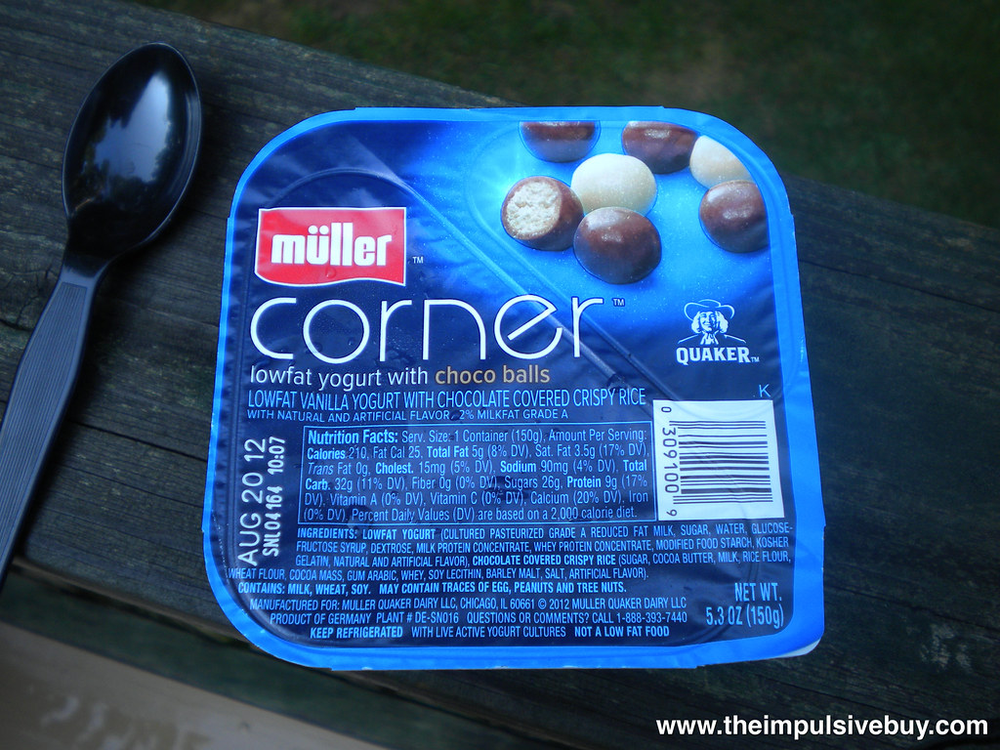 müller™
corner™
lowfat yogurt with choco balls
LOWFAT VANILLA YOGURT WITH CHOCOLATE COVERED CRISPY RICE
WITH NATURAL AND ARTIFICIAL FLAVOR, 2% MILKFAT GRADE A
QUAKER™
K
Nutrition Facts: Serv. Size: 1 Container (150g), Amount Per Serving:
Calories 210, Fat Cal 25, Total Fat 5g (8% DV), Sat. Fat 3.5g (17% DV),
Trans Fat 0g, Cholest. 15mg (5% DV), Sodium 90mg (4% DV), Total
Carb. 32g (11% DV), Fiber 0g (0% DV), Sugars 26g, Protein 9g (17%
DV), Vitamin A (0% DV), Vitamin C (0% DV), Calcium (20% DV), Iron
(0% DV). Percent Daily Values (DV) are based on a 2,000 calorie diet.
0 309100 9
AUG 20 12
SNL 04 164 10:07
INGREDIENTS: LOWFAT YOGURT (CULTURED PASTEURIZED GRADE A REDUCED FAT MILK, SUGAR, WATER, GLUCOSE-
FRUCTOSE SYRUP, DEXTROSE, MILK PROTEIN CONCENTRATE, WHEY PROTEIN CONCENTRATE, MODIFIED FOOD STARCH, KOSHER
GELATIN, NATURAL AND ARTIFICIAL FLAVOR), CHOCOLATE COVERED CRISPY RICE (SUGAR, COCOA BUTTER, MILK, RICE FLOUR,
WHEAT FLOUR, COCOA MASS, GUM ARABIC, WHEY, SOY LECITHIN, BARLEY MALT, SALT, ARTIFICIAL FLAVOR).
CONTAINS: MILK, WHEAT, SOY. MAY CONTAIN TRACES OF EGG, PEANUTS AND TREE NUTS.
MANUFACTURED FOR: MULLER QUAKER DAIRY LLC, CHICAGO, IL 60661 © 2012 MULLER QUAKER DAIRY LLC
PRODUCT OF GERMANY PLANT # DE-SN016 QUESTIONS OR COMMENTS? CALL 1-888-393-7440
KEEP REFRIGERATED WITH LIVE ACTIVE YOGURT CULTURES NOT A LOW FAT FOOD
NET WT.
5.3 OZ (150g)
www.theimpulsivebuy.com